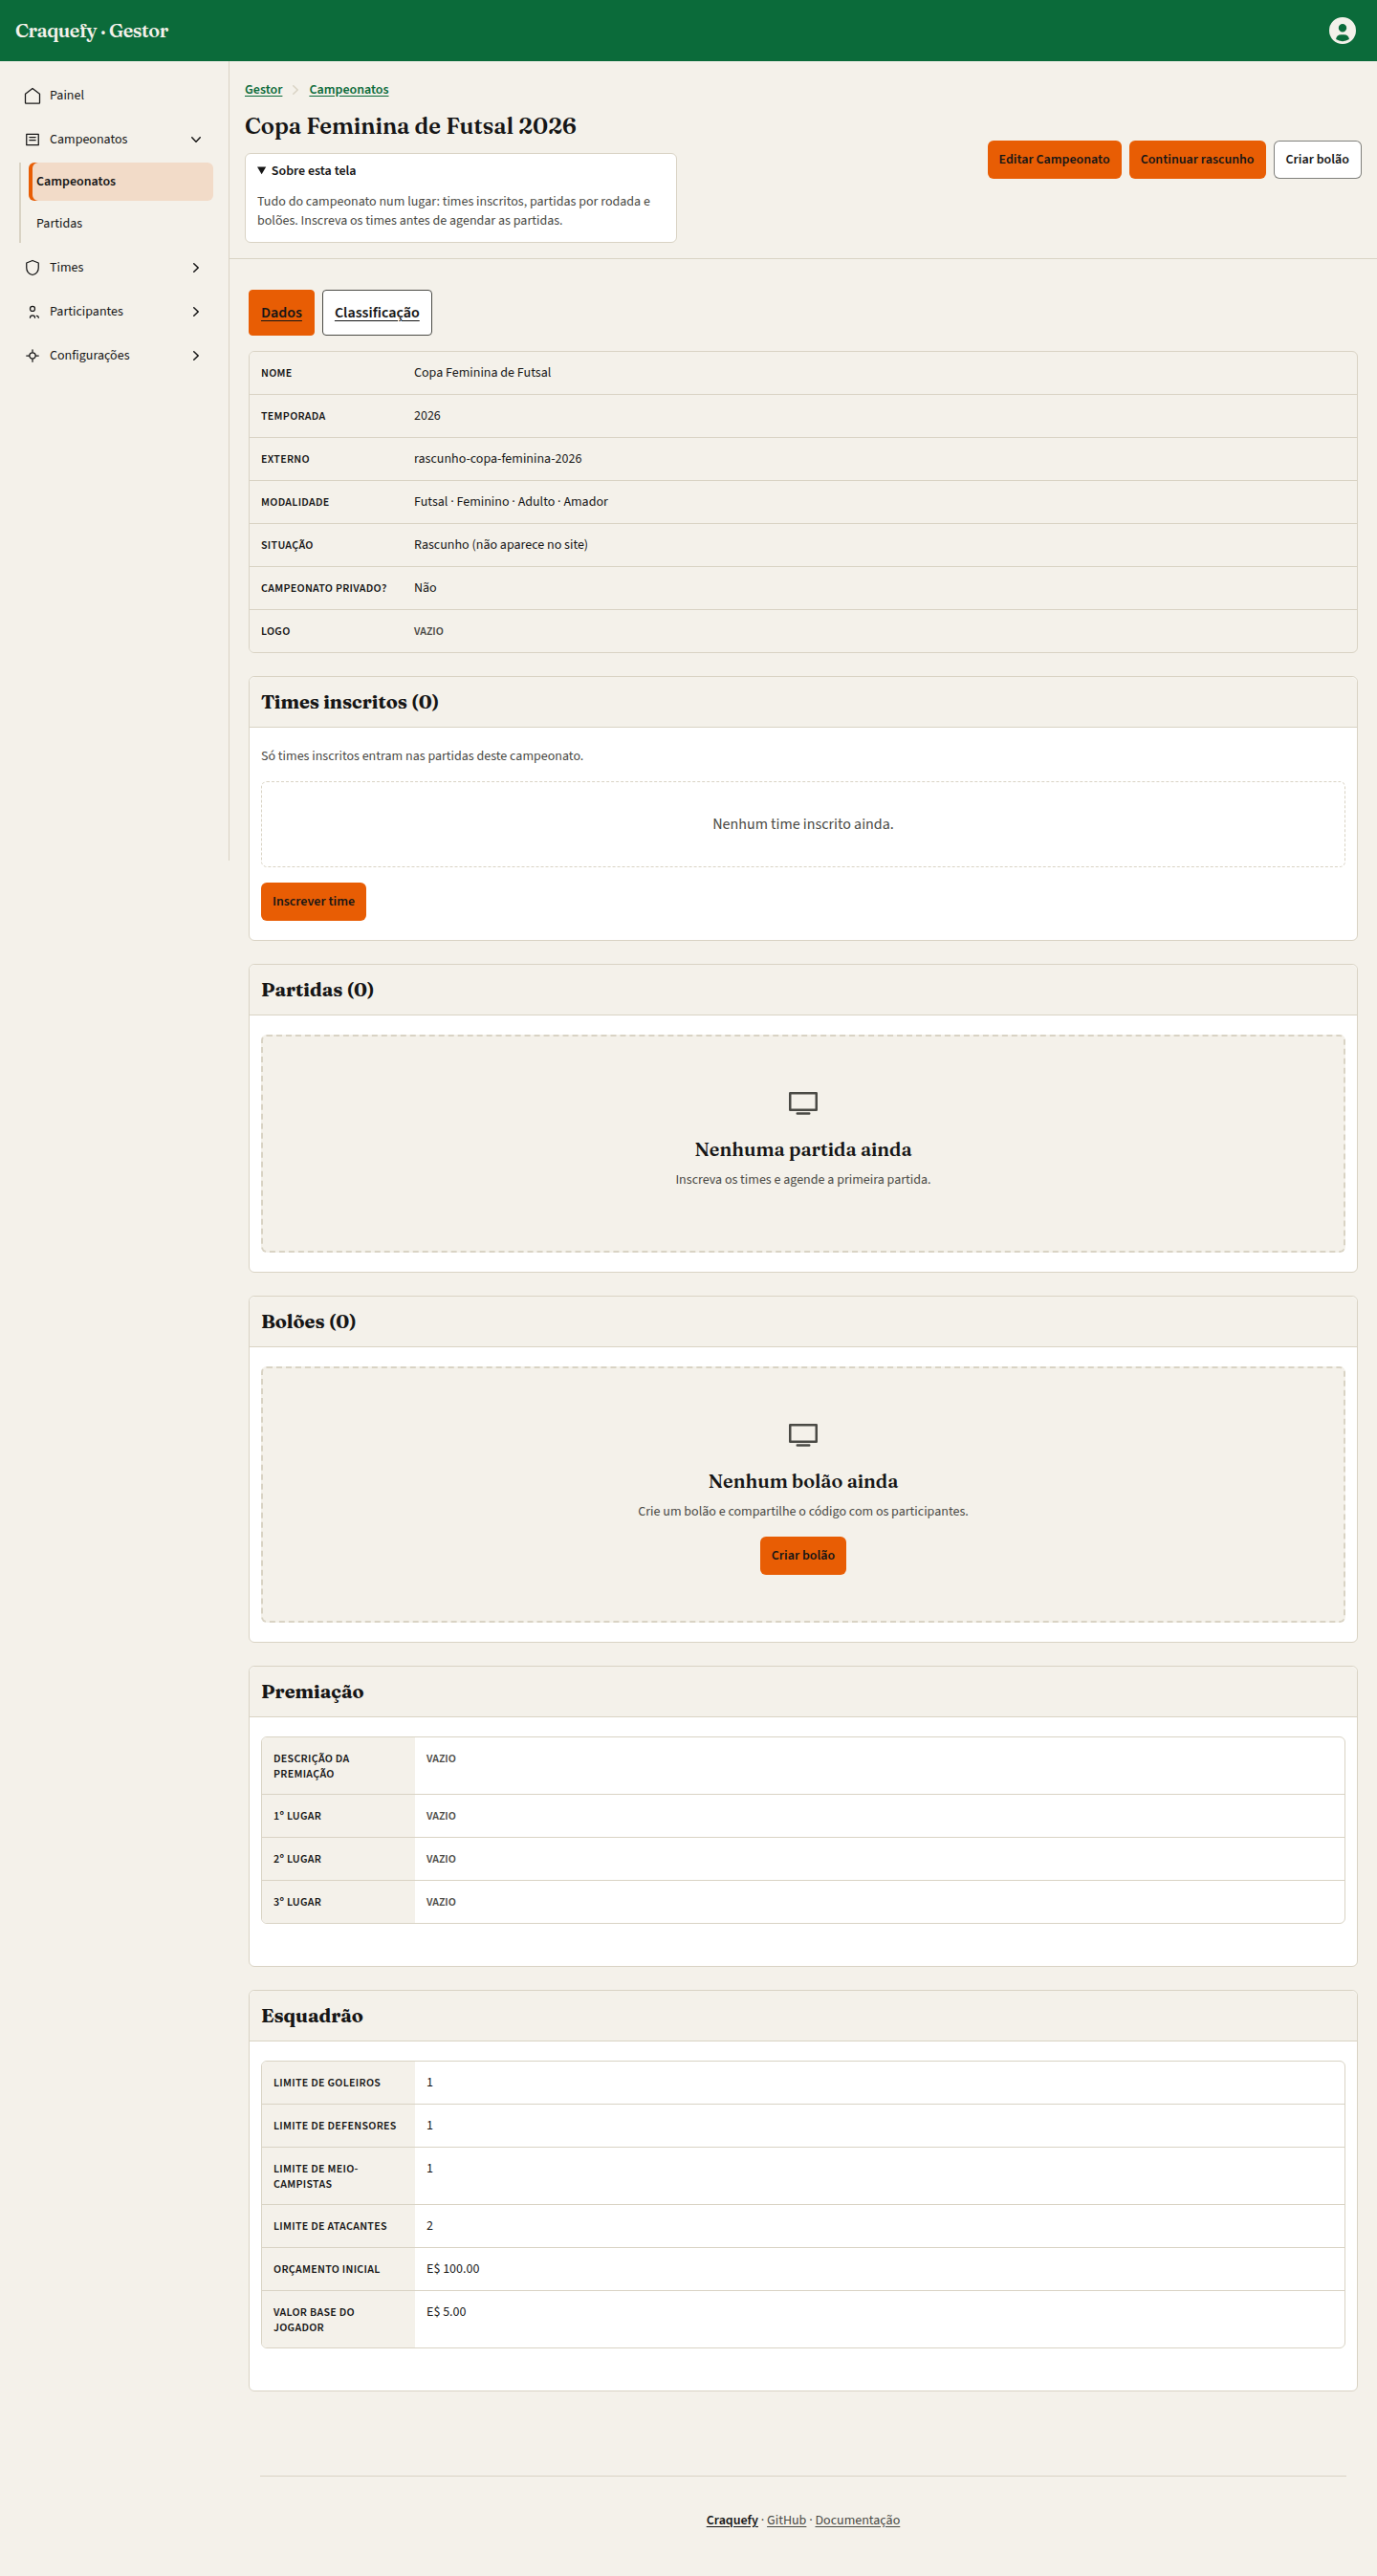 Craquefy · Gestor
Painel
Campeonatos
Campeonatos
Partidas
Times
Participantes
Configurações
Gestor
Campeonatos
Copa Feminina de Futsal 2026
Sobre esta tela
Tudo do campeonato num lugar: times inscritos, partidas por rodada e
bolões. Inscreva os times antes de agendar as partidas.
Editar Campeonato
Continuar rascunho
Criar bolão
Dados
Classificação
NOME
Copa Feminina de Futsal
TEMPORADA
2026
EXTERNO
rascunho-copa-feminina-2026
MODALIDADE
Futsal · Feminino · Adulto · Amador
SITUAÇÃO
Rascunho (não aparece no site)
CAMPEONATO PRIVADO?
Não
LOGO
VAZIO
Times inscritos (0)
Só times inscritos entram nas partidas deste campeonato.
Nenhum time inscrito ainda.
Inscrever time
Partidas (0)
Nenhuma partida ainda
Inscreva os times e agende a primeira partida.
Bolões (0)
Nenhum bolão ainda
Crie um bolão e compartilhe o código com os participantes.
Criar bolão
Premiação
DESCRIÇÃO DA
PREMIAÇÃO
VAZIO
1º LUGAR
VAZIO
2º LUGAR
VAZIO
3º LUGAR
VAZIO
Esquadrão
LIMITE DE GOLEIROS
1
LIMITE DE DEFENSORES
1
LIMITE DE MEIO-
CAMPISTAS
1
LIMITE DE ATACANTES
2
ORÇAMENTO INICIAL
E$ 100.00
VALOR BASE DO
JOGADOR
E$ 5.00
Craquefy · GitHub · Documentação